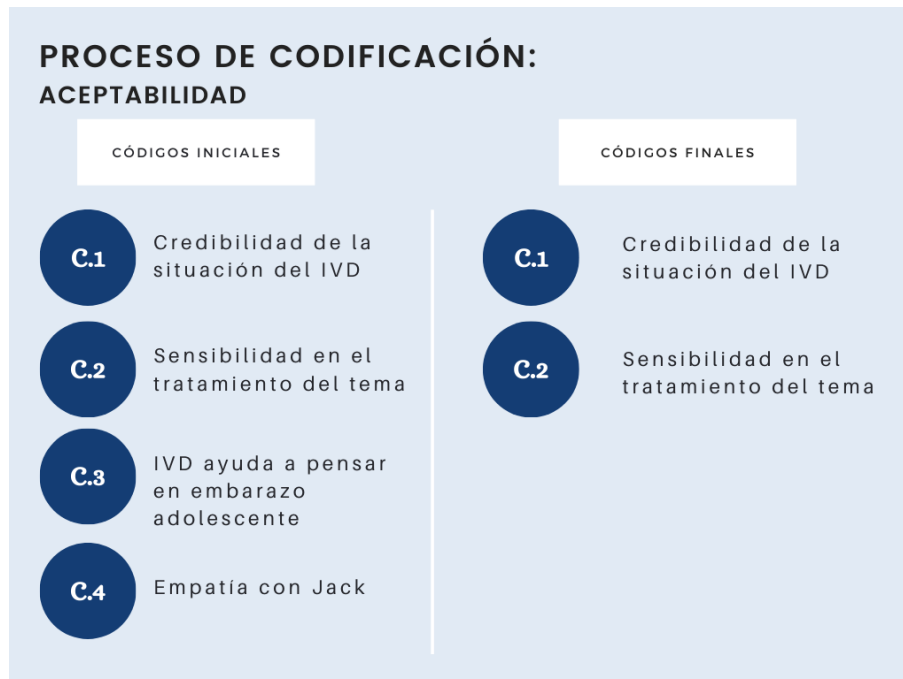 PROCESO DE CODIFICACIÓN:
ACEPTABILIDAD
CÓDIGOS INICIALES
C.1
Credibilidad de la
situación del IVD
C.2
Sensibilidad en el
tratamiento del tema
C.3
IVD ayuda a pensar
en embarazo
adolescente
C.4
Empatía con Jack
CÓDIGOS FINALES
C.1
Credibilidad de la
situación del IVD
C.2
Sensibilidad en el
tratamiento del tema